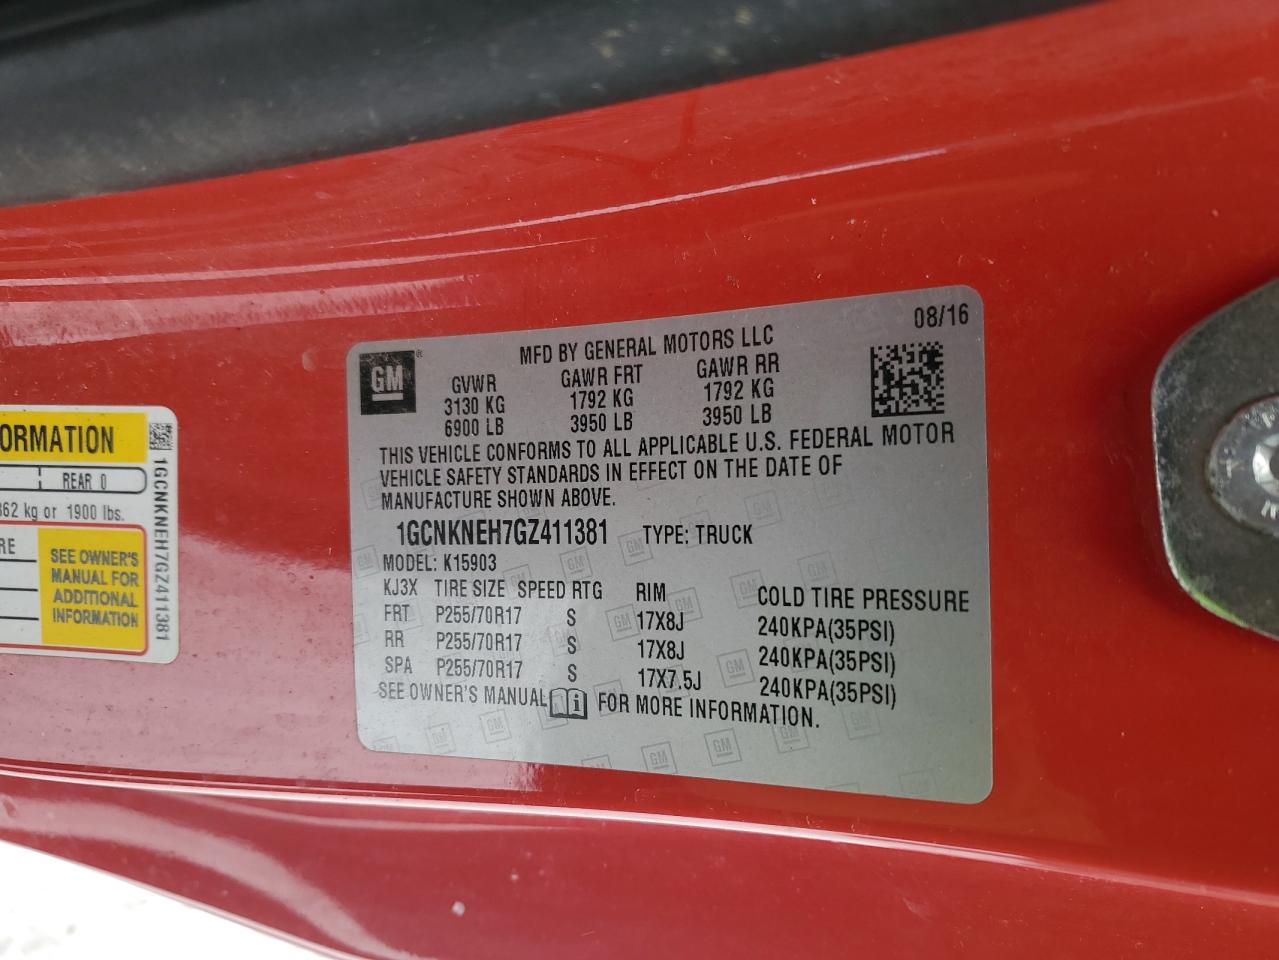 08/16
MFD BY GENERAL MOTORS LLC
GM ®
GVWR GAWR FRT GAWR RR
3130 KG 1792 KG 1792 KG
6900 LB 3950 LB 3950 LB
THIS VEHICLE CONFORMS TO ALL APPLICABLE U.S. FEDERAL MOTOR
VEHICLE SAFETY STANDARDS IN EFFECT ON THE DATE OF
MANUFACTURE SHOWN ABOVE.
1GCNKNEH7GZ411381 TYPE: TRUCK
MODEL: K15903
KJ3X TIRE SIZE SPEED RTG RIM COLD TIRE PRESSURE
FRT P255/70R17 S 17X8J 240KPA(35PSI)
RR P255/70R17 S 17X8J 240KPA(35PSI)
SPA P255/70R17 S 17X7.5J 240KPA(35PSI)
SEE OWNER'S MANUAL FOR MORE INFORMATION.
ORMATION
REAR 0
362 kg or 1900 lbs.
RE
SEE OWNER'S
MANUAL FOR
ADDITIONAL
INFORMATION
1GCNKNEH7GZ411381